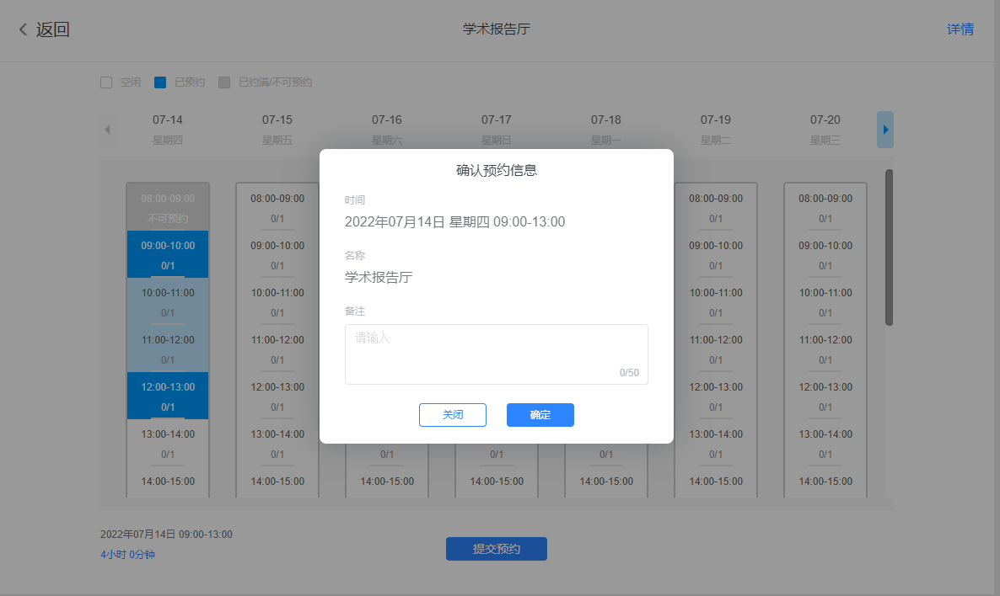 返回
学术报告厅
详情
空闲 已预约 已约满/不可预约
07-14 07-15 07-16 07-17 07-18 07-19 07-20
星期四 星期五 星期六 星期日 星期一 星期二 星期三
确认预约信息
时间
2022年07月14日 星期四 09:00-13:00
名称
学术报告厅
备注
请输入
0/50
关闭 确定
08:00-09:00 08:00-09:00 08:00-09:00 08:00-09:00
不可预约 0/1 0/1 0/1
09:00-10:00 09:00-10:00 09:00-10:00 09:00-10:00
0/1 0/1 0/1 0/1
10:00-11:00 10:00-11:00 10:00-11:00 10:00-11:00
0/1 0/1 0/1 0/1
11:00-12:00 11:00-12:00 11:00-12:00 11:00-12:00
0/1 0/1 0/1 0/1
12:00-13:00 12:00-13:00 12:00-13:00 12:00-13:00
0/1 0/1 0/1 0/1
13:00-14:00 13:00-14:00 13:00-14:00 13:00-14:00
0/1 0/1 0/1 0/1 0/1 0/1 0/1
14:00-15:00 14:00-15:00 14:00-15:00 14:00-15:00 14:00-15:00 14:00-15:00 14:00-15:00
2022年07月14日 09:00-13:00
4小时 0分钟
提交预约